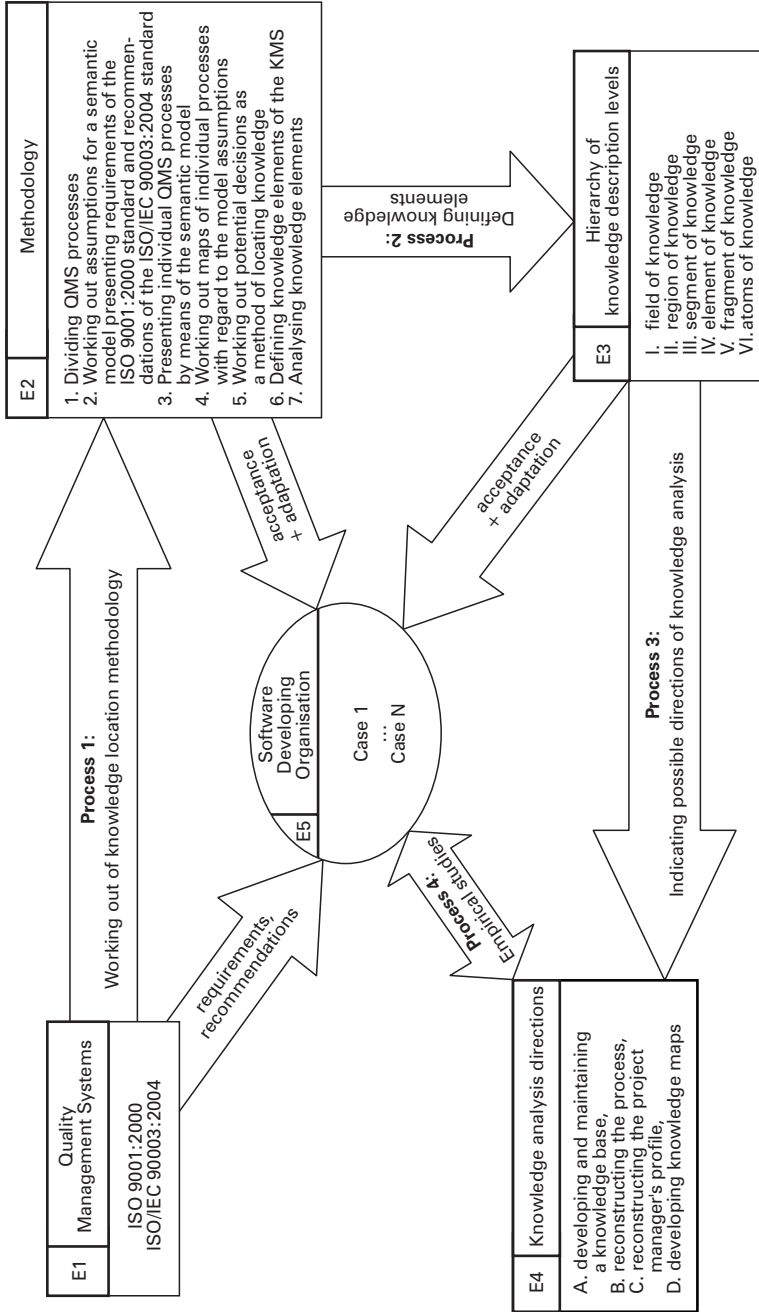 E1
Quality
Management Systems
ISO 9001:2000
ISO/IEC 90003:2004
Process 1:
Working out of knowledge location methodology
E2
Methodology
1. Dividing QMS processes
2. Working out assumptions for a semantic
model presenting requirements of the
ISO 9001:2000 standard and recommen-
dations of the ISO/IEC 90003:2004 standard
3. Presenting individual QMS processes
by means of the semantic model
4. Working out maps of individual processes
with regard to the model assumptions
5. Working out potential decisions as
a method of locating knowledge
6. Defining knowledge elements of the KMS
7. Analysing knowledge elements
requirements,
recommendations
acceptance
+ adaptation
E5
Software
Developing
Organisation
Case 1
...
Case N
Process 2:
Defining knowledge
elements
Process 4:
Empirical studies
acceptance
+ adaptation
E4
Knowledge analysis directions
A. developing and maintaining
a knowledge base,
B. reconstructing the process,
C. reconstructing the project
manager's profile,
D. developing knowledge maps
Process 3:
Indicating possible directions of knowledge analysis
E3
Hierarchy of
knowledge description levels
I. field of knowledge
II. region of knowledge
III. segment of knowledge
IV. element of knowledge
V. fragment of knowledge
VI. atoms of knowledge